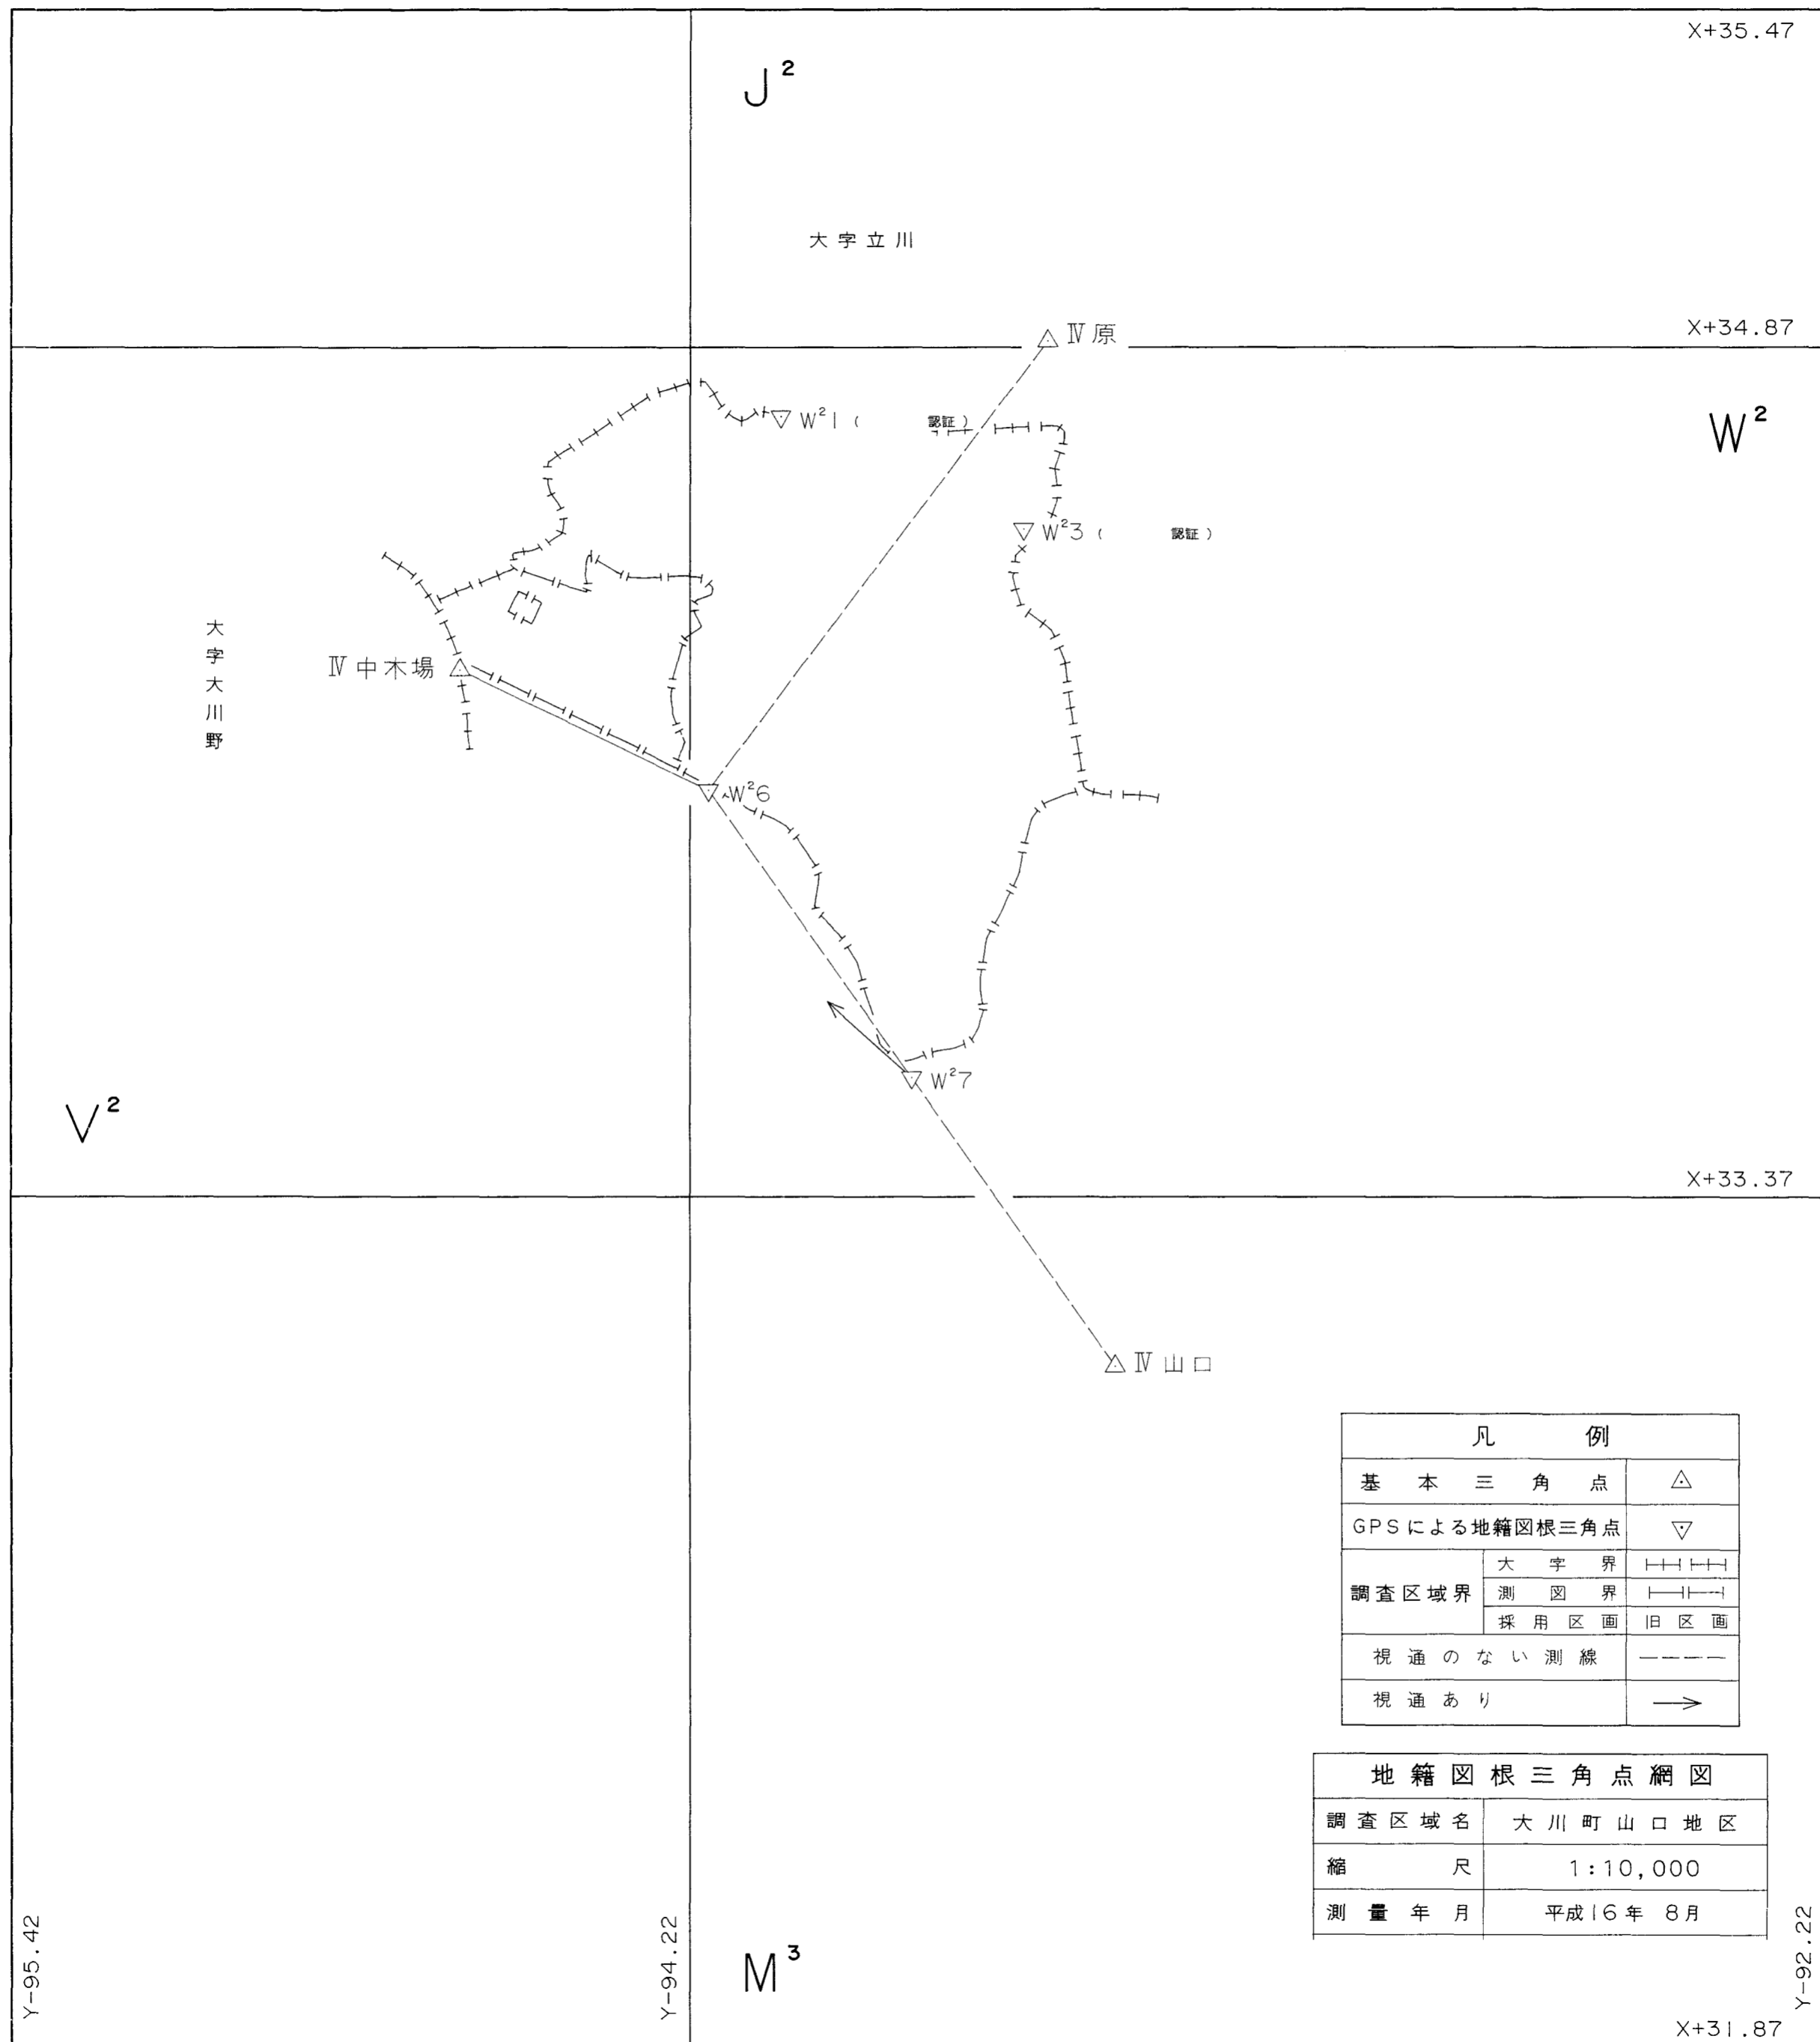 X+35.47
J²
大字立川
Ⅳ原
X+34.87
W²1 (　　認証)
W²
W²3 (　　認証)
大字大川野
Ⅳ中木場
W²6
W²7
V²
X+33.37
Ⅳ山口
凡例
基本三角点
GPSによる地籍図根三角点
調査区域界
大字界
測図界
採用区画 旧区画
視通のない測線
視通あり
地籍図根三角点網図
調査区域名 大川町山口地区
縮尺 1:10,000
測量年月 平成16年 8月
Y-95.42
Y-94.22
M³
Y-92.22
X+31.87